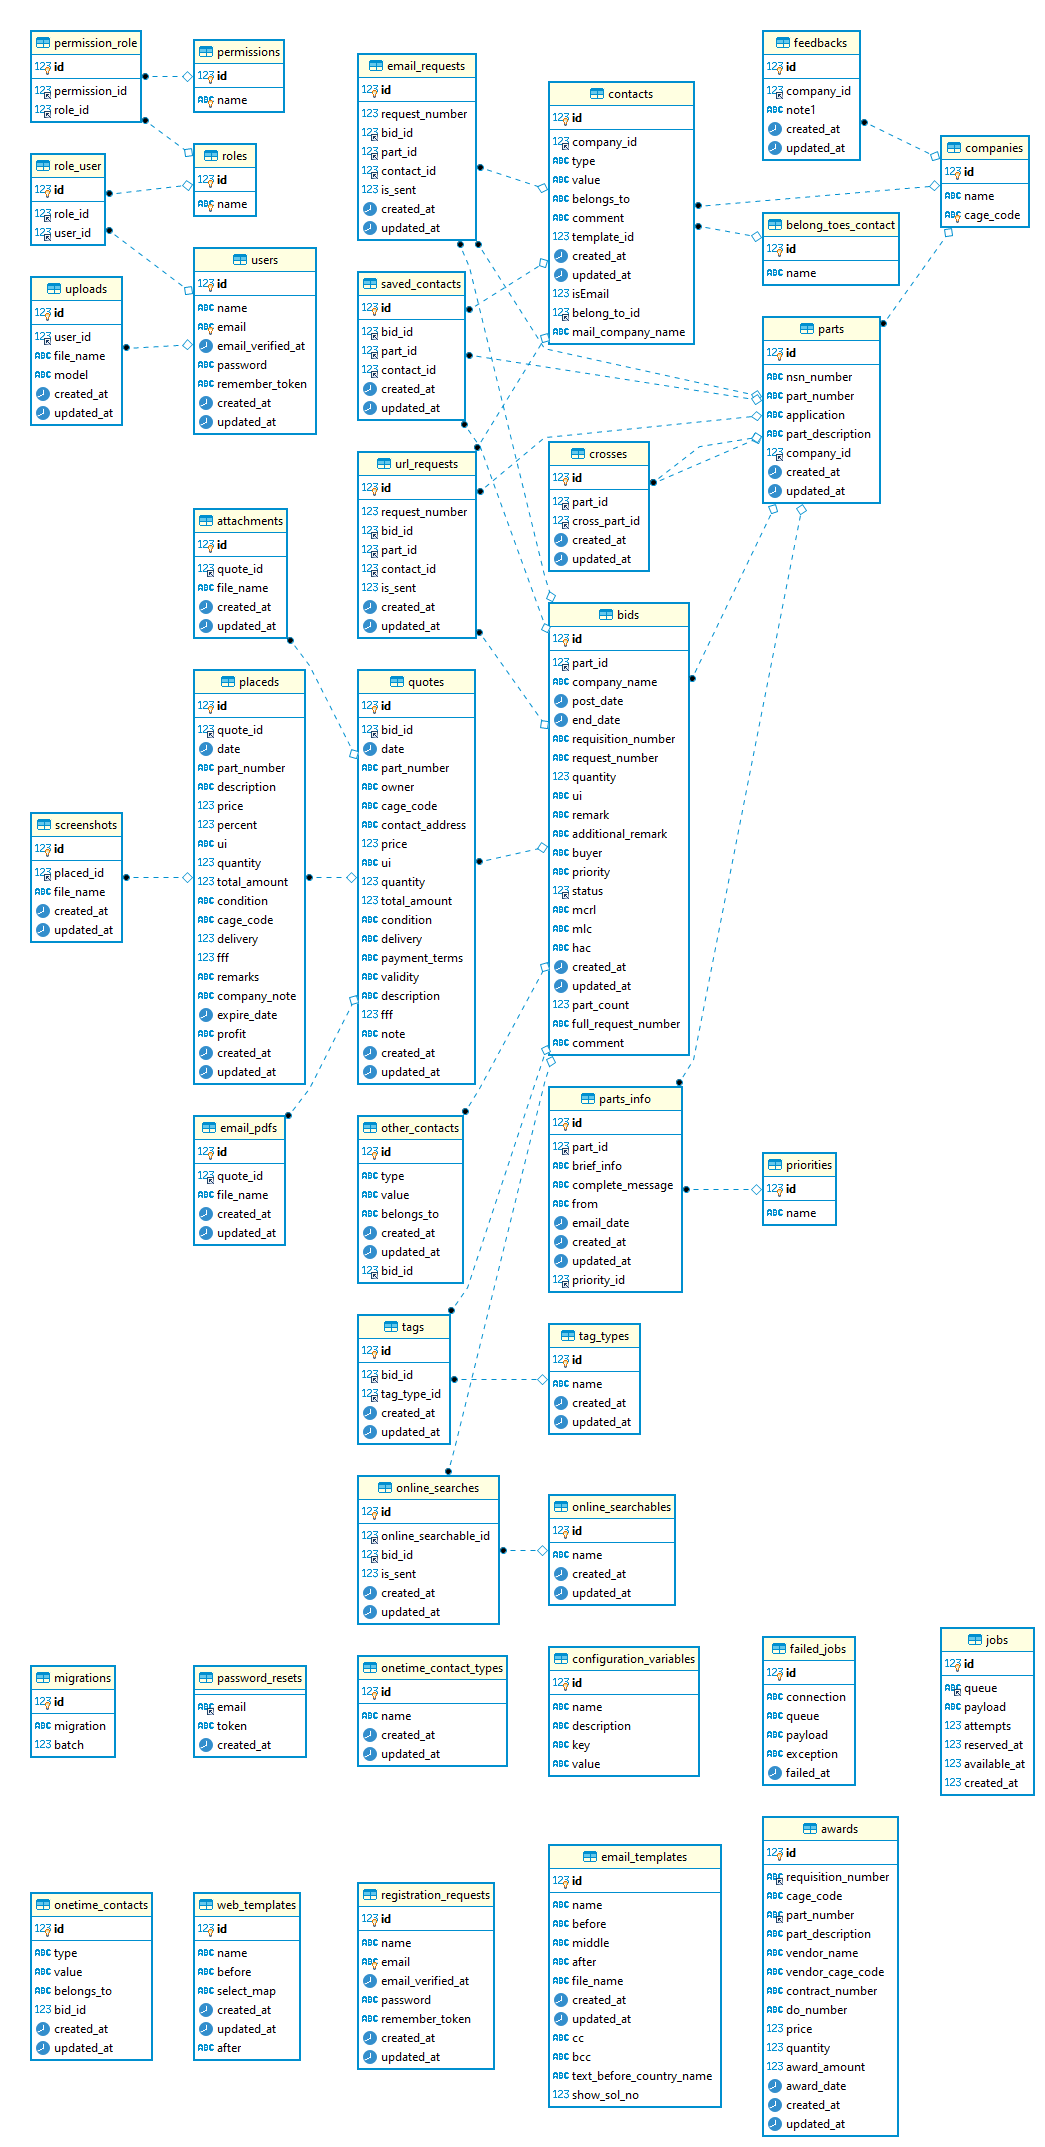 permission_role
123 id
123 permission_id
123 role_id
permissions
123 id
ABC name
role_user
123 id
123 role_id
123 user_id
roles
123 id
ABC name
uploads
123 id
123 user_id
ABC file_name
ABC model
created_at
updated_at
users
123 id
ABC name
ABC email
email_verified_at
ABC password
ABC remember_token
created_at
updated_at
email_requests
123 id
123 request_number
123 bid_id
123 part_id
123 contact_id
123 is_sent
created_at
updated_at
saved_contacts
123 id
123 bid_id
123 part_id
123 contact_id
created_at
updated_at
url_requests
123 id
123 request_number
123 bid_id
123 part_id
123 contact_id
123 is_sent
created_at
updated_at
contacts
123 id
123 company_id
ABC type
ABC value
ABC belongs_to
ABC comment
123 template_id
created_at
updated_at
123 isEmail
123 belong_to_id
ABC mail_company_name
feedbacks
123 id
123 company_id
ABC note1
created_at
updated_at
companies
123 id
ABC name
ABC cage_code
belong_toes_contact
123 id
ABC name
parts
123 id
ABC nsn_number
ABC part_number
ABC application
ABC part_description
123 company_id
created_at
updated_at
crosses
123 id
123 part_id
123 cross_part_id
created_at
updated_at
attachments
123 id
123 quote_id
ABC file_name
created_at
updated_at
placeds
123 id
123 quote_id
date
ABC part_number
ABC description
123 price
123 percent
ABC ui
123 quantity
123 total_amount
ABC condition
ABC cage_code
123 delivery
123 fff
ABC remarks
ABC company_note
expire_date
ABC profit
created_at
updated_at
quotes
123 id
123 bid_id
date
ABC part_number
ABC owner
ABC cage_code
ABC contact_address
123 price
ABC ui
123 quantity
123 total_amount
ABC condition
ABC delivery
ABC payment_terms
ABC validity
ABC description
123 fff
ABC note
created_at
updated_at
bids
123 id
123 part_id
ABC company_name
post_date
end_date
ABC requisition_number
ABC request_number
123 quantity
ABC ui
ABC remark
ABC additional_remark
ABC buyer
ABC priority
123 status
ABC mcrl
ABC mlc
ABC hac
created_at
updated_at
123 part_count
ABC full_request_number
ABC comment
screenshots
123 id
123 placed_id
ABC file_name
created_at
updated_at
email_pdfs
123 id
123 quote_id
ABC file_name
created_at
updated_at
other_contacts
123 id
ABC type
ABC value
ABC belongs_to
created_at
updated_at
123 bid_id
parts_info
123 id
123 part_id
ABC brief_info
ABC complete_message
ABC from
email_date
created_at
updated_at
123 priority_id
priorities
123 id
ABC name
tags
123 id
123 bid_id
123 tag_type_id
created_at
updated_at
tag_types
123 id
ABC name
created_at
updated_at
online_searches
123 id
123 online_searchable_id
123 bid_id
123 is_sent
created_at
updated_at
online_searchables
123 id
ABC name
created_at
updated_at
migrations
123 id
ABC migration
123 batch
password_resets
ABC email
ABC token
created_at
onetime_contact_types
123 id
ABC name
created_at
updated_at
configuration_variables
123 id
ABC name
ABC description
ABC key
ABC value
failed_jobs
123 id
ABC connection
ABC queue
ABC payload
ABC exception
failed_at
jobs
123 id
ABC queue
ABC payload
123 attempts
123 reserved_at
123 available_at
123 created_at
onetime_contacts
123 id
ABC type
ABC value
ABC belongs_to
123 bid_id
created_at
updated_at
web_templates
123 id
ABC name
ABC before
ABC select_map
created_at
updated_at
ABC after
registration_requests
123 id
ABC name
ABC email
email_verified_at
ABC password
ABC remember_token
created_at
updated_at
email_templates
123 id
ABC name
ABC before
ABC middle
ABC after
ABC file_name
created_at
updated_at
ABC cc
ABC bcc
ABC text_before_country_name
123 show_sol_no
awards
123 id
ABC requisition_number
ABC cage_code
ABC part_number
ABC part_description
ABC vendor_name
ABC vendor_cage_code
ABC contract_number
ABC do_number
123 price
123 quantity
123 award_amount
award_date
created_at
updated_at